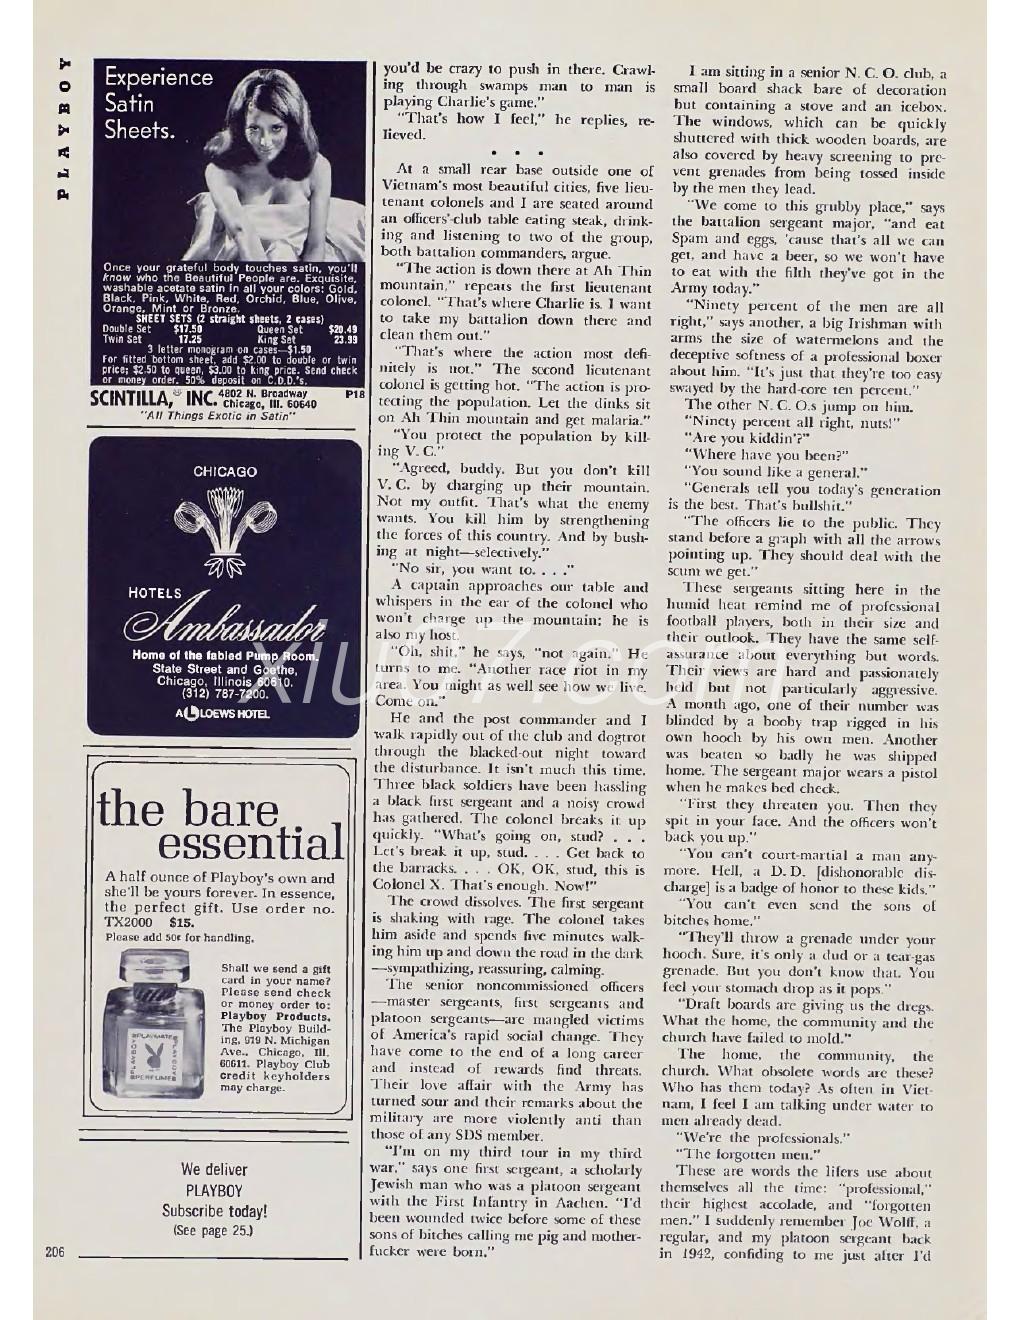 PLAYBOY
Experience
Satin
Sheets.
Once your grateful body touches satin, you'll
know who the Beautiful People are. Exquisite,
washable acetate satin in all your colors: Gold,
Black, Pink, White, Red, Orchid, Blue, Olive,
Orange, Mint or Bronze.
SHEET SETS (2 straight sheets, 2 cases)
Double Set $17.50 Queen Set $20.49
Twin Set 17.25 King Set 23.99
3 letter monogram on cases—$1.50
For fitted bottom sheet, add $2.00 to double or twin
price; $2.50 to queen, $3.00 to king price. Send check
or money order. 50% deposit on C.O.D.'s.
SCINTILLA,® INC. 4802 N. Broadway P18
Chicago, Ill. 60640
"All Things Exotic in Satin"
CHICAGO
HOTELS
Ambassador
Home of the fabled Pump Room.
State Street and Goethe,
Chicago, Illinois 60610.
(312) 787-7200.
A LOEWS HOTEL
the bare
essential
A half ounce of Playboy's own and
she'll be yours forever. In essence,
the perfect gift. Use order no.
TX2000 $15.
Please add 50¢ for handling.
Shall we send a gift
card in your name?
Please send check
or money order to:
Playboy Products,
The Playboy Build-
ing, 919 N. Michigan
Ave., Chicago, Ill.
60611. Playboy Club
credit keyholders
may charge.
PLAYMATE
PERFUME
We deliver
PLAYBOY
Subscribe today!
(See page 25.)
206
you'd be crazy to push in there. Crawl-
ing through swamps man to man is
playing Charlie's game."
"That's how I feel," he replies, re-
lieved.
• • •
At a small rear base outside one of
Vietnam's most beautiful cities, five lieu-
tenant colonels and I are seated around
an officers'-club table eating steak, drink-
ing and listening to two of the group,
both battalion commanders, argue.
"The action is down there at Ah Thin
mountain," repeats the first lieutenant
colonel. "That's where Charlie is. I want
to take my battalion down there and
clean them out."
"That's where the action most defi-
nitely is not." The second lieutenant
colonel is getting hot. "The action is pro-
tecting the population. Let the dinks sit
on Ah Thin mountain and get malaria."
"You protect the population by kill-
ing V. C."
"Agreed, buddy. But you don't kill
V. C. by charging up their mountain.
Not my outfit. That's what the enemy
wants. You kill him by strengthening
the forces of this country. And by bush-
ing at night—selectively."
"No sir, you want to. . . ."
A captain approaches our table and
whispers in the ear of the colonel who
won't charge up the mountain; he is
also my host.
"Oh, shit," he says, "not again." He
turns to me. "Another race riot in my
area. You might as well see how we live.
Come on."
He and the post commander and I
walk rapidly out of the club and dogtrot
through the blacked-out night toward
the disturbance. It isn't much this time.
Three black soldiers have been hassling
a black first sergeant and a noisy crowd
has gathered. The colonel breaks it up
quickly. "What's going on, stud? . . .
Let's break it up, stud. . . . Get back to
the barracks. . . . OK, OK, stud, this is
Colonel X. That's enough. Now!"
The crowd dissolves. The first sergeant
is shaking with rage. The colonel takes
him aside and spends five minutes walk-
ing him up and down the road in the dark
—sympathizing, reassuring, calming.
The senior noncommissioned officers
—master sergeants, first sergeants and
platoon sergeants—are mangled victims
of America's rapid social change. They
have come to the end of a long career
and instead of rewards find threats.
Their love affair with the Army has
turned sour and their remarks about the
military are more violently anti than
those of any SDS member.
"I'm on my third tour in my third
war," says one first sergeant, a scholarly
Jewish man who was a platoon sergeant
with the First Infantry in Aachen. "I'd
been wounded twice before some of these
sons of bitches calling me pig and mother-
fucker were born."
I am sitting in a senior N. C. O. club, a
small board shack bare of decoration
but containing a stove and an icebox.
The windows, which can be quickly
shuttered with thick wooden boards, are
also covered by heavy screening to pre-
vent grenades from being tossed inside
by the men they lead.
"We come to this grubby place," says
the battalion sergeant major, "and eat
Spam and eggs, 'cause that's all we can
get, and have a beer, so we won't have
to eat with the filth they've got in the
Army today."
"Ninety percent of the men are all
right," says another, a big Irishman with
arms the size of watermelons and the
deceptive softness of a professional boxer
about him. "It's just that they're too easy
swayed by the hard-core ten percent."
The other N. C. O.s jump on him.
"Ninety percent all right, nuts!"
"Are you kiddin'?"
"Where have you been?"
"You sound like a general."
"Generals tell you today's generation
is the best. That's bullshit."
"The officers lie to the public. They
stand before a graph with all the arrows
pointing up. They should deal with the
scum we get."
These sergeants sitting here in the
humid heat remind me of professional
football players, both in their size and
their outlook. They have the same self-
assurance about everything but words.
Their views are hard and passionately
held but not particularly aggressive.
A month ago, one of their number was
blinded by a booby trap rigged in his
own hooch by his own men. Another
was beaten so badly he was shipped
home. The sergeant major wears a pistol
when he makes bed check.
"First they threaten you. Then they
spit in your face. And the officers won't
back you up."
"You can't court-martial a man any-
more. Hell, a D. D. [dishonorable dis-
charge] is a badge of honor to these kids."
"You can't even send the sons of
bitches home."
"They'll throw a grenade under your
hooch. Sure, it's only a dud or a tear-gas
grenade. But you don't know that. You
feel your stomach drop as it pops."
"Draft boards are giving us the dregs.
What the home, the community and the
church have failed to mold."
The home, the community, the
church. What obsolete words are these?
Who has them today? As often in Viet-
nam, I feel I am talking under water to
men already dead.
"We're the professionals."
"The forgotten men."
These are words the lifers use about
themselves all the time: "professional,"
their highest accolade, and "forgotten
men." I suddenly remember Joe Wolff, a
regular, and my platoon sergeant back
in 1942, confiding to me just after I'd
xiu07.com